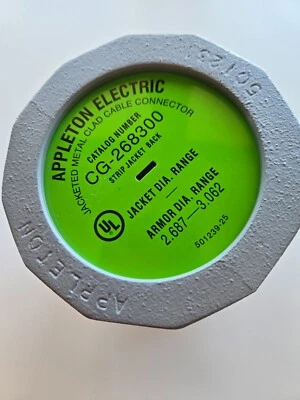 APPLETON ELECTRIC
JACKETED METAL CLAD CABLE CONNECTOR
CATALOG NUMBER
CG-268300
STRIP JACKET BACK
–
JACKET DIA. RANGE
–
ARMOR DIA. RANGE
2.687–3.062
501239-25
UL
APPLETON